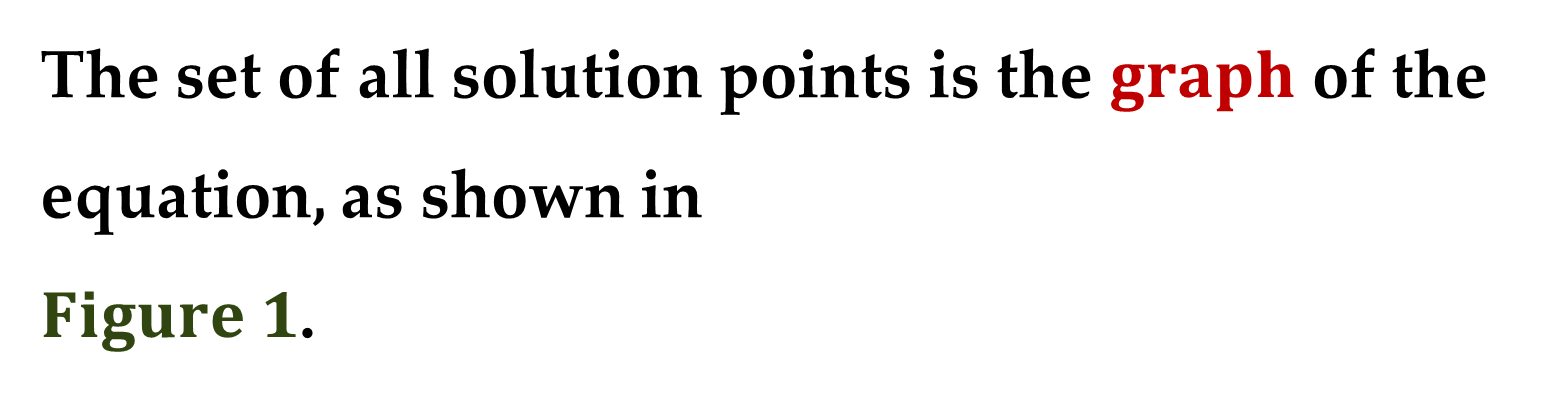 The set of all solution points is the graph of the
equation, as shown in
Figure 1.